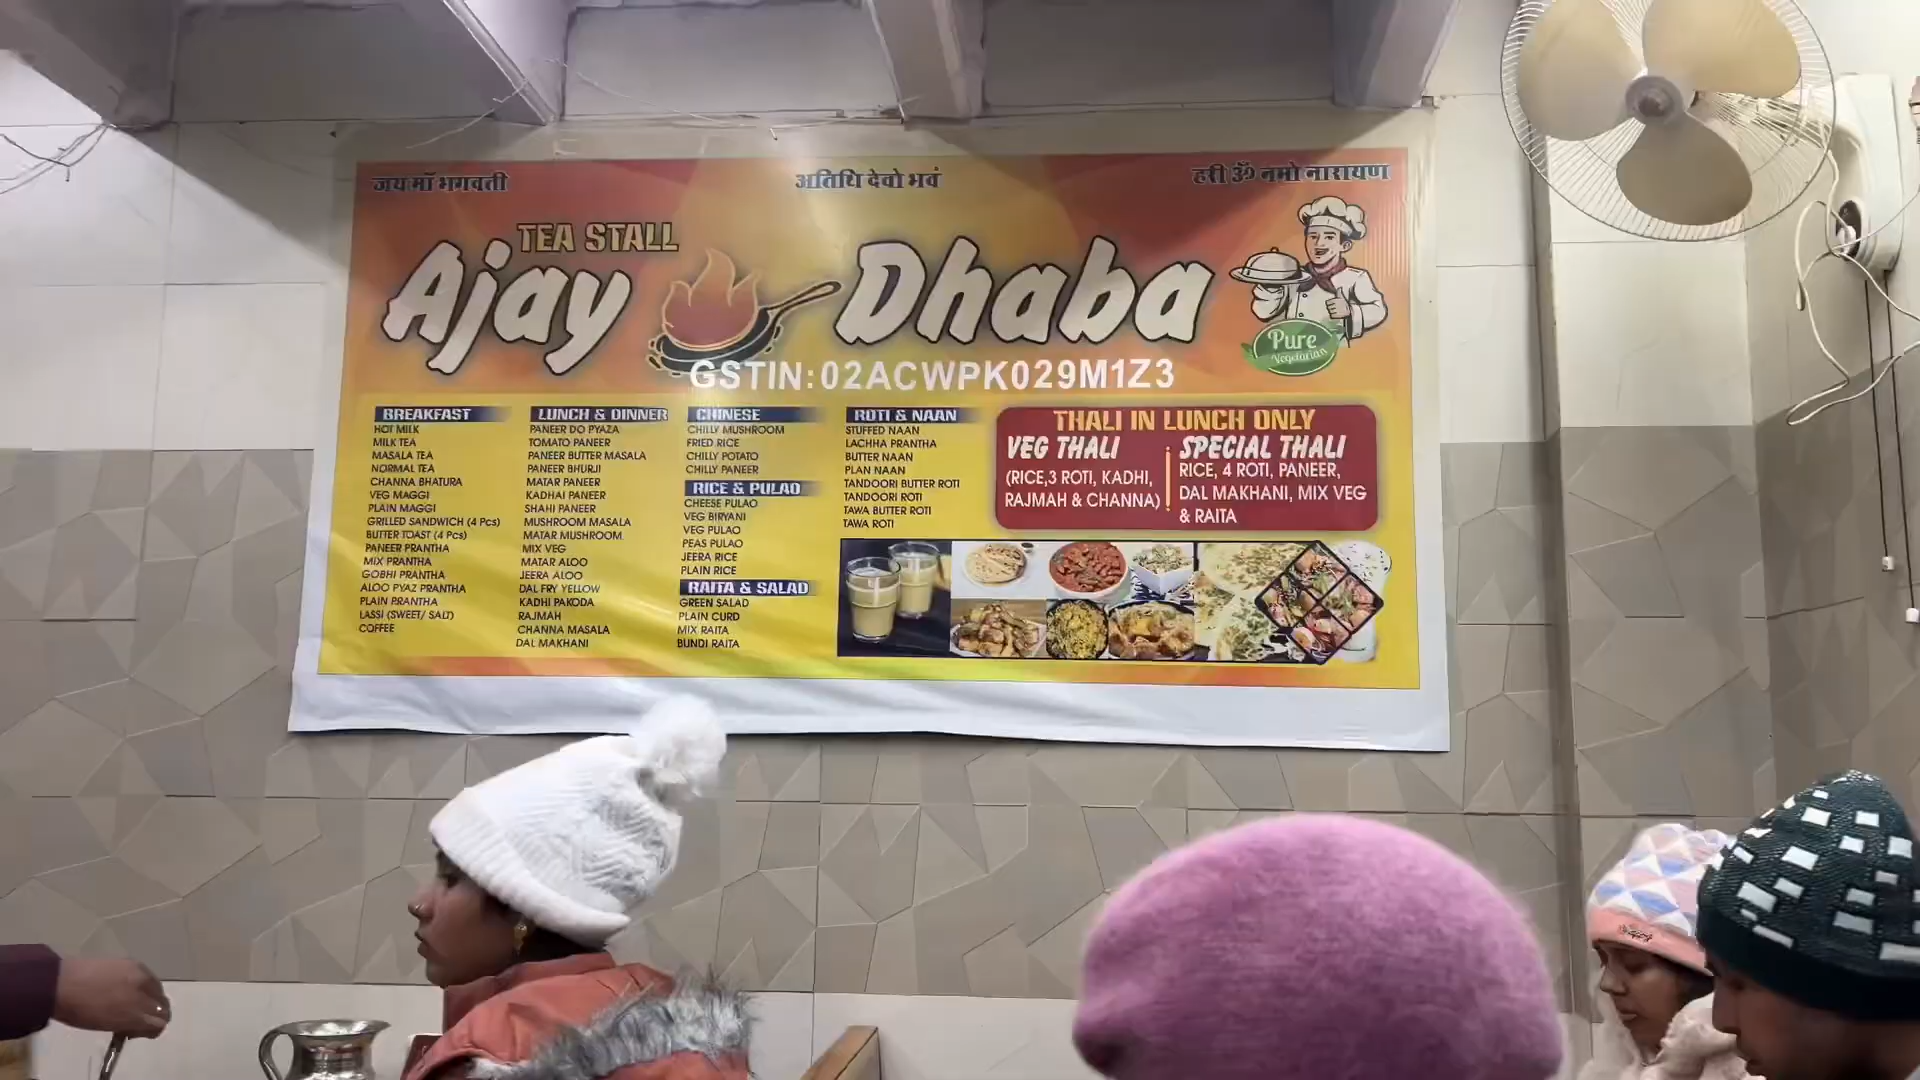 जय माँ भगवती
अतिथि देवो भवं
हरी ॐ नमो नारायण
TEA STALL
Ajay Dhaba
Pure
Vegetarian
GSTIN:02ACWPK029M1Z3
BREAKFAST
HOT MILK
MILK TEA
MASALA TEA
NORMAL TEA
CHANNA BHATURA
VEG MAGGI
PLAIN MAGGI
GRILLED SANDWICH (4 Pcs)
BUTTER TOAST (4 Pcs)
PANEER PRANTHA
MIX PRANTHA
GOBHI PRANTHA
ALOO PYAZ PRANTHA
PLAIN PRANTHA
LASSI (SWEET/ SALT)
COFFEE
LUNCH & DINNER
PANEER DO PYAZA
TOMATO PANEER
PANEER BUTTER MASALA
PANEER BHURJI
MATAR PANEER
KADHAI PANEER
SHAHI PANEER
MUSHROOM MASALA
MATAR MUSHROOM
MIX VEG
MATAR ALOO
JEERA ALOO
DAL FRY YELLOW
KADHI PAKODA
RAJMAH
CHANNA MASALA
DAL MAKHANI
CHINESE
CHILLY MUSHROOM
FRIED RICE
CHILLY POTATO
CHILLY PANEER
RICE & PULAO
CHEESE PULAO
VEG BIRYANI
VEG PULAO
PEAS PULAO
JEERA RICE
PLAIN RICE
RAITA & SALAD
GREEN SALAD
PLAIN CURD
MIX RAITA
BUNDI RAITA
ROTI & NAAN
STUFFED NAAN
LACHHA PRANTHA
BUTTER NAAN
PLAN NAAN
TANDOORI BUTTER ROTI
TANDOORI ROTI
TAWA BUTTER ROTI
TAWA ROTI
THALI IN LUNCH ONLY
VEG THALI
(RICE,3 ROTI, KADHI,
RAJMAH & CHANNA)
SPECIAL THALI
RICE, 4 ROTI, PANEER,
DAL MAKHANI, MIX VEG
& RAITA